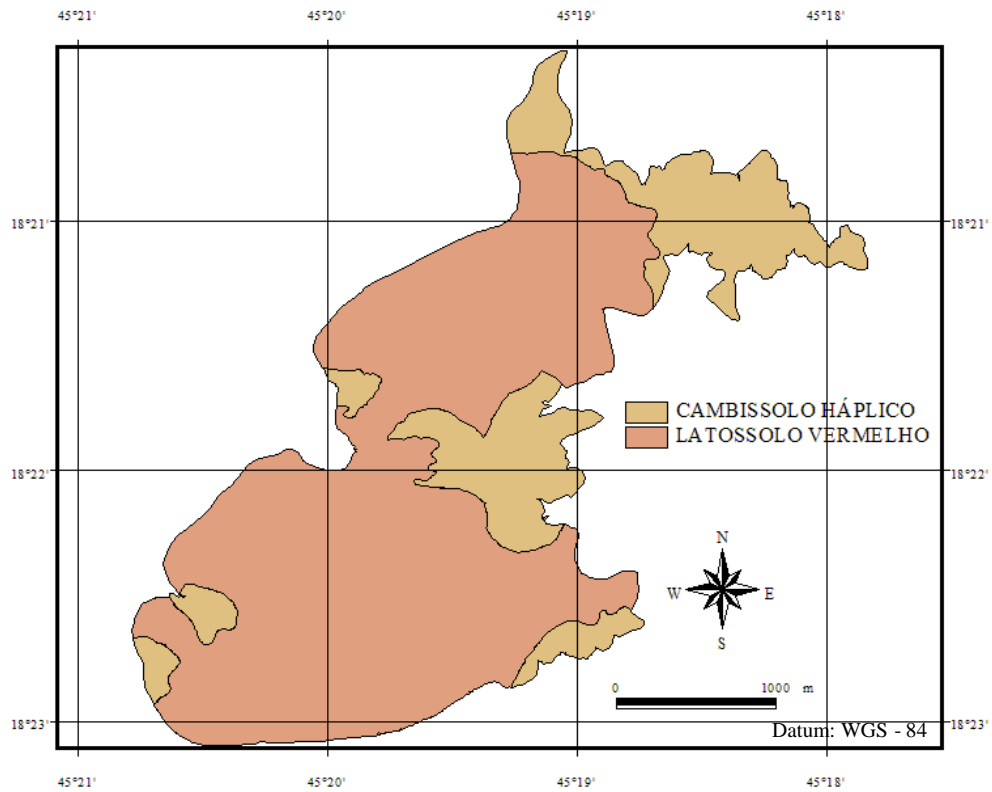 45°21' 45°20' 45°19' 45°18'
18°21' 18°21'
CAMBISSOLO HÁPLICO
LATOSSOLO VERMELHO
18°22' 18°22'
N
W E
S
0 1000 m
18°23' 18°23'
Datum: WGS - 84
45°21' 45°20' 45°19' 45°18'